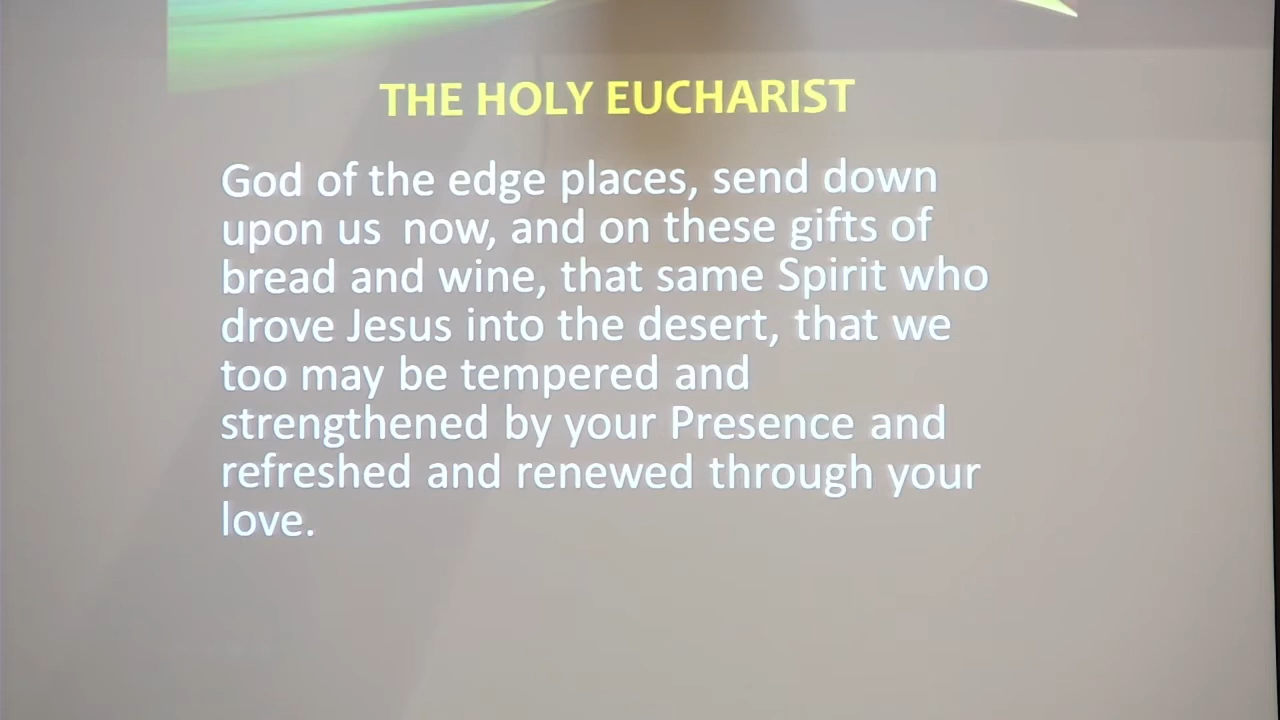 THE HOLY EUCHARIST
God of the edge places, send down
upon us now, and on these gifts of
bread and wine, that same Spirit who
drove Jesus into the desert, that we
too may be tempered and
strengthened by your Presence and
refreshed and renewed through your
love.